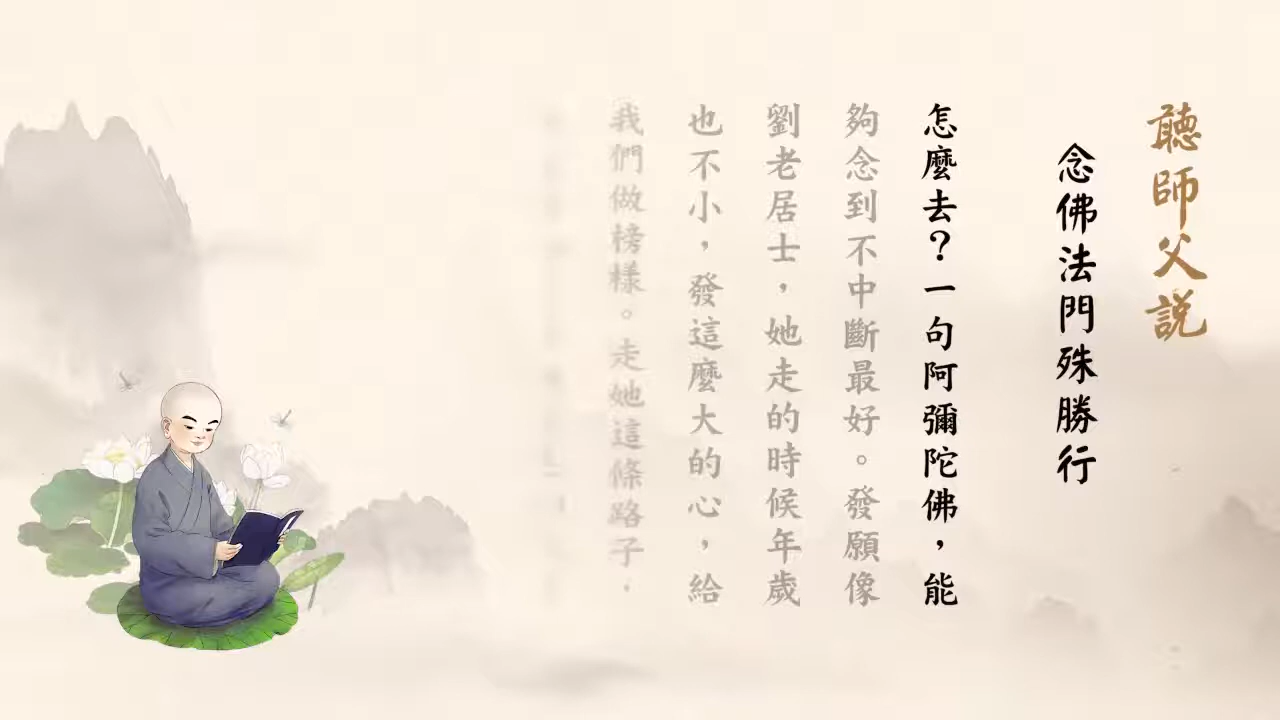 聽師父說
念佛法門殊勝行
怎麼去？一句阿彌陀佛，能
夠念到不中斷最好。發願像
劉老居士，她走的時候年歲
也不小，發這麼大的心，給
我們做榜樣。走她這條路子，